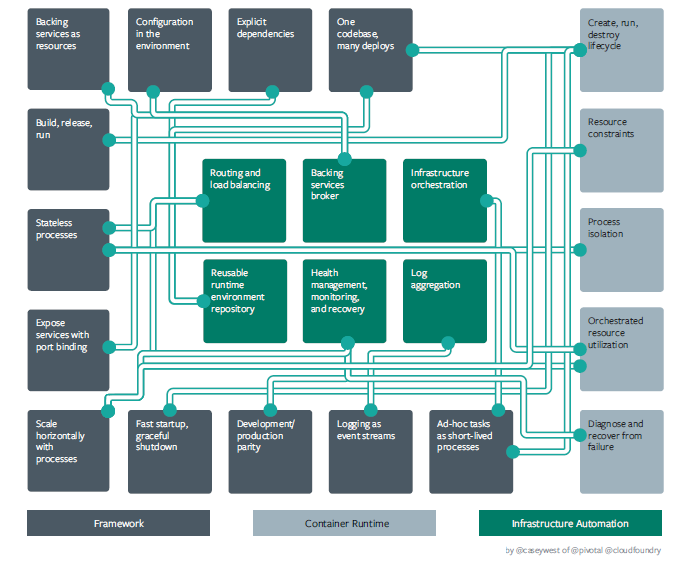 Backing
services as
resources
Configuration
in the
environment
Explicit
dependencies
One
codebase,
many deploys
Create, run,
destroy
lifecycle
Build, release,
run
Resource
constraints
Routing and
load balancing
Backing
services
broker
Infrastructure
orchestration
Stateless
processes
Process
isolation
Reusable
runtime
environment
repository
Health
management,
monitoring,
and recovery
Log
aggregation
Expose
services with
port binding
Orchestrated
resource
utilization
Scale
horizontally
with
processes
Fast startup,
graceful
shutdown
Development/
production
parity
Logging as
event streams
Ad-hoc tasks
as short-lived
processes
Diagnose and
recover from
failure
Framework
Container Runtime
Infrastructure Automation
by @caseywest of @pivotal @cloudfoundry